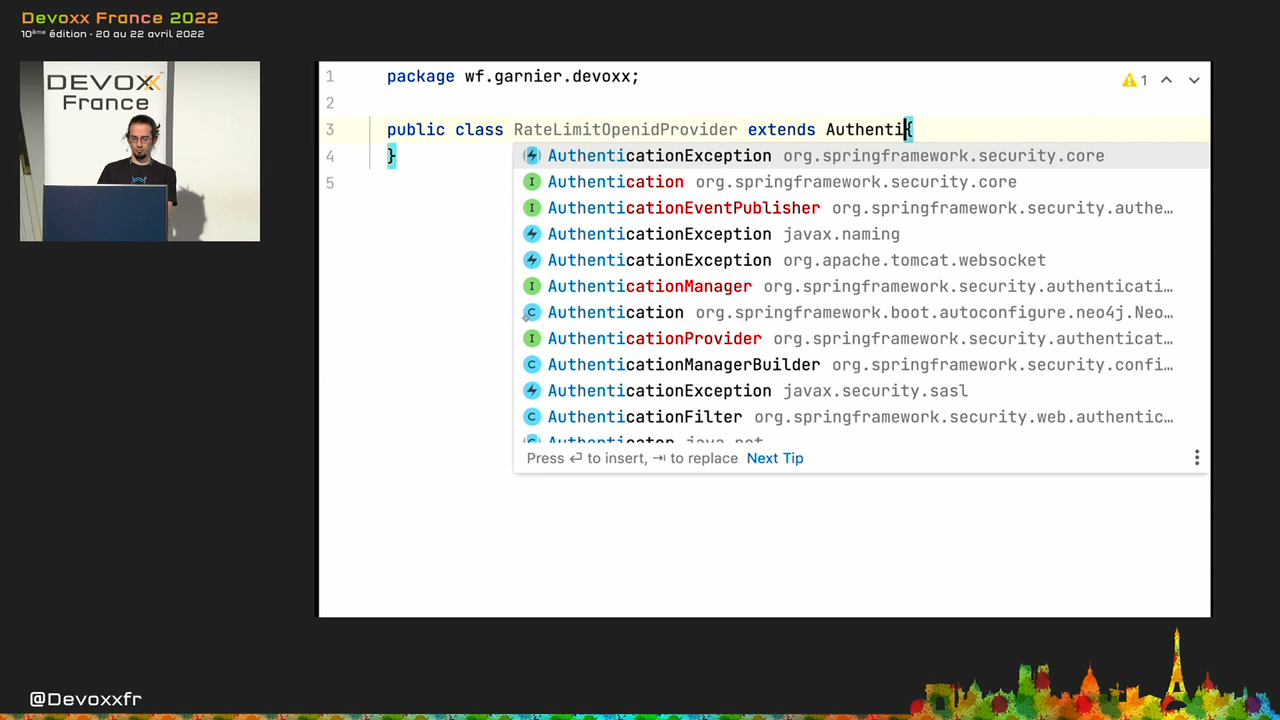 Devoxx France 2022
10ème édition - 20 au 22 avril 2022
DEVOXX
France
1 package wf.garnier.devoxx;
1
2
3 public class RateLimitOpenidProvider extends Authenti{
4 }
5
AuthenticationException org.springframework.security.core
Authentication org.springframework.security.core
AuthenticationEventPublisher org.springframework.security.authe…
AuthenticationException javax.naming
AuthenticationException org.apache.tomcat.websocket
AuthenticationManager org.springframework.security.authenticati…
Authentication org.springframework.boot.autoconfigure.neo4j.Neo…
AuthenticationProvider org.springframework.security.authenticat…
AuthenticationManagerBuilder org.springframework.security.confi…
AuthenticationException javax.security.sasl
AuthenticationFilter org.springframework.security.web.authentic…
Authenticator java.net
Press ⏎ to insert, ⇥ to replace Next Tip
@Devoxxfr